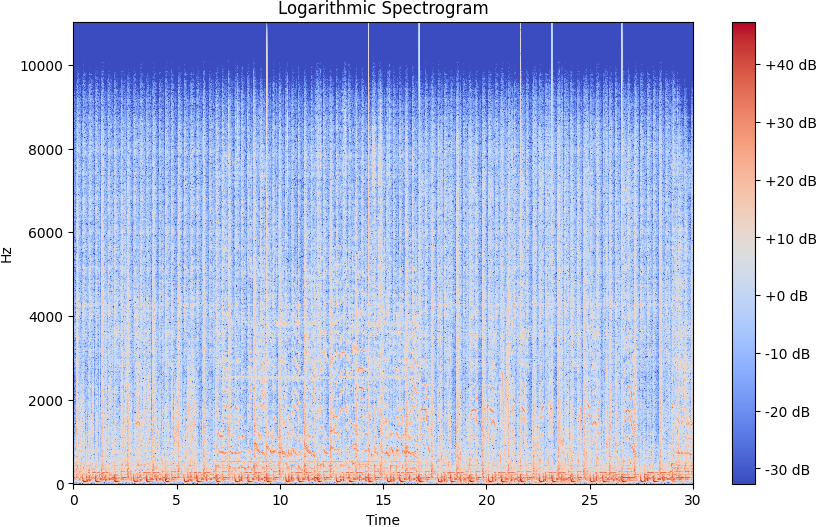 Logarithmic Spectrogram
10000
8000
6000
4000
2000
0
Hz
0 5 10 15 20 25 30
Time
+40 dB
+30 dB
+20 dB
+10 dB
+0 dB
-10 dB
-20 dB
-30 dB